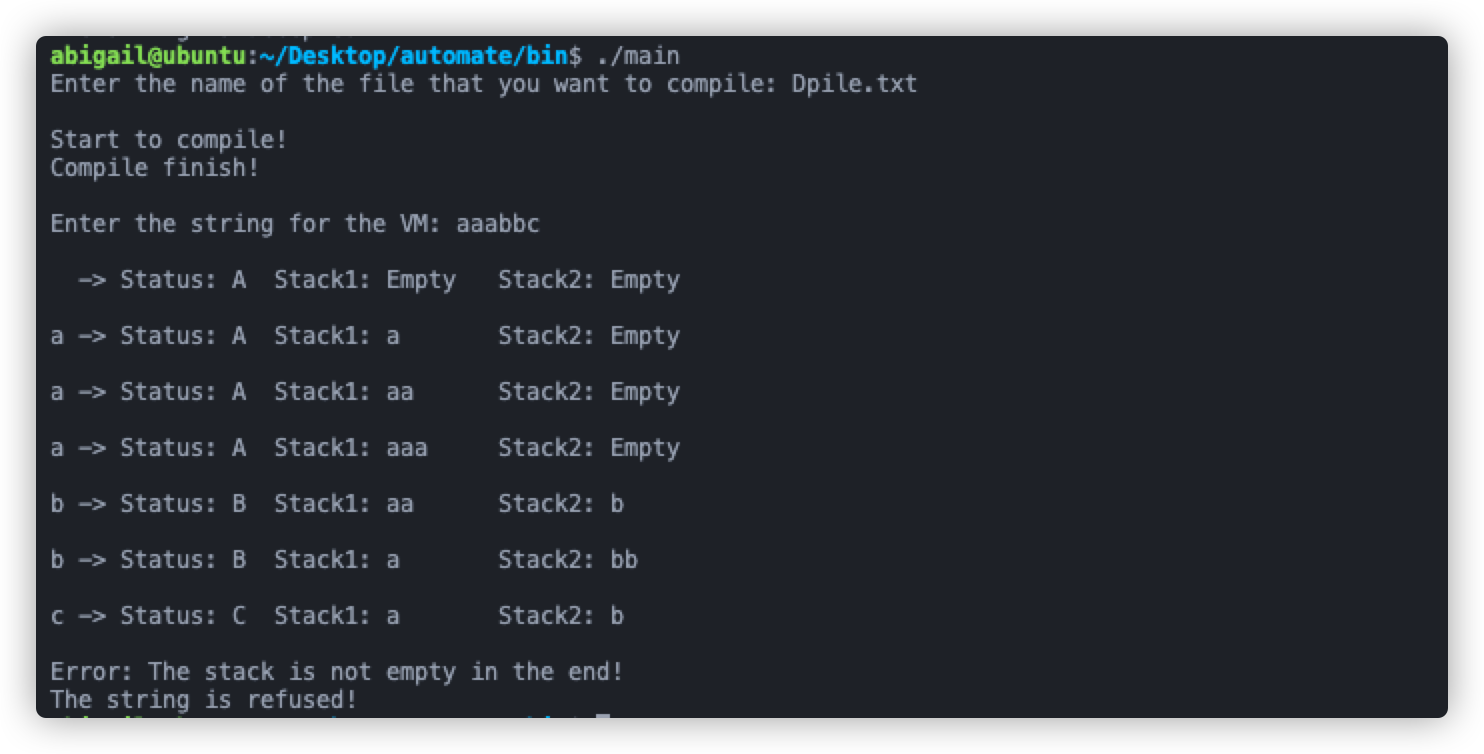 abigail@ubuntu:~/Desktop/automate/bin$ ./main
Enter the name of the file that you want to compile: Dpile.txt
Start to compile!
Compile finish!
Enter the string for the VM: aaabbc
-> Status: A  Stack1: Empty   Stack2: Empty
a -> Status: A  Stack1: a       Stack2: Empty
a -> Status: A  Stack1: aa      Stack2: Empty
a -> Status: A  Stack1: aaa     Stack2: Empty
b -> Status: B  Stack1: aa      Stack2: b
b -> Status: B  Stack1: a       Stack2: bb
c -> Status: C  Stack1: a       Stack2: b
Error: The stack is not empty in the end!
The string is refused!